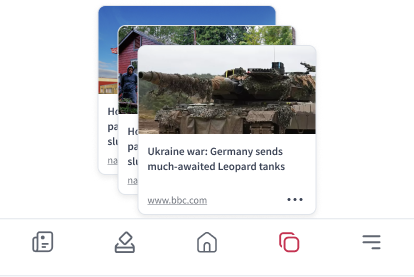 Ho
pa
slu
na
Ho
pa
slu
na
Ukraine war: Germany sends
much-awaited Leopard tanks
www.bbc.com